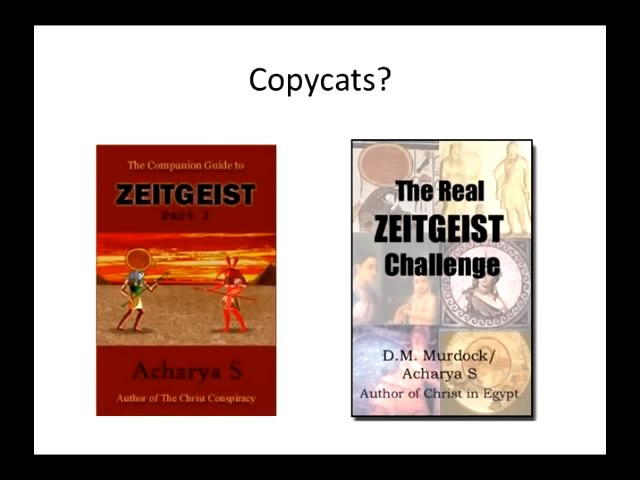 Copycats?
The Companion Guide to
ZEITGEIST
Part 1
Acharya S
Author of The Christ Conspiracy
The Real
ZEITGEIST
Challenge
D.M. Murdock/
Acharya S
Author of Christ in Egypt